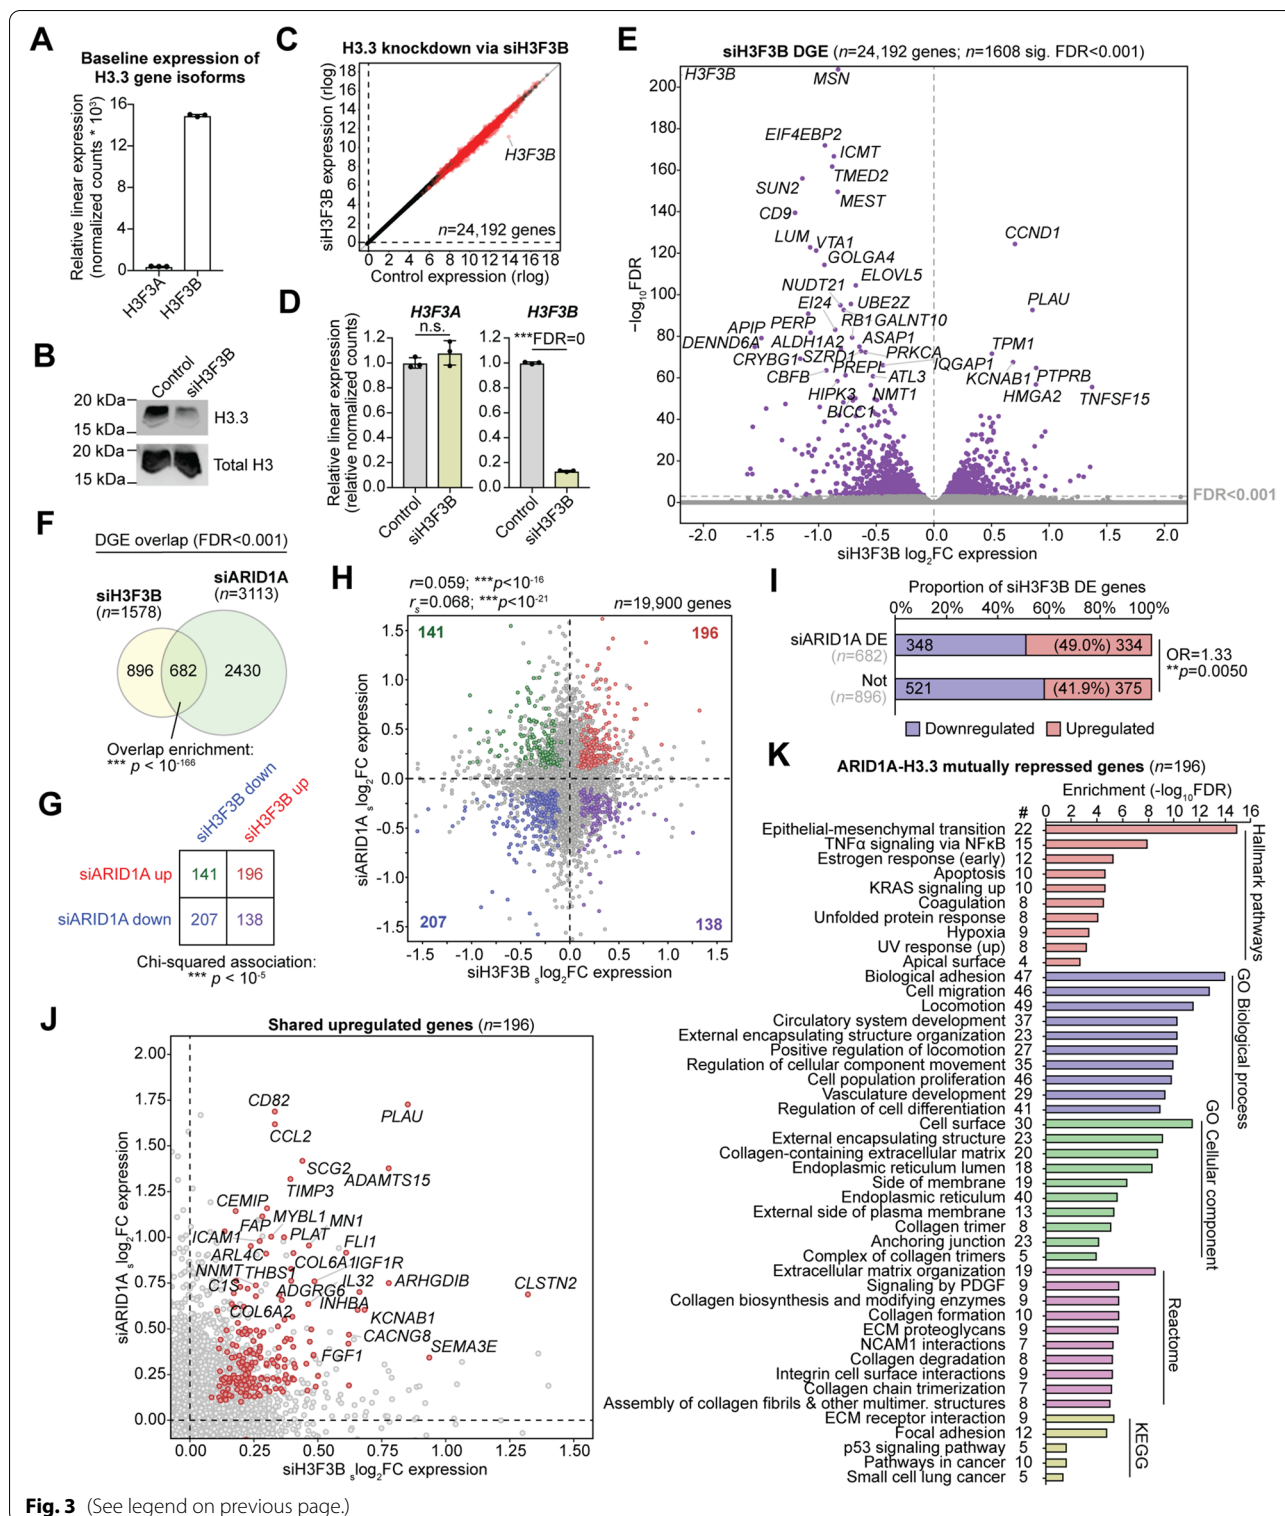 A
Baseline expression of
H3.3 gene isoforms
Relative linear expression
(normalized counts * 10³)
16
12
8
4
0
H3F3A
H3F3B
B
Control
siH3F3B
20 kDa
15 kDa
H3.3
20 kDa
15 kDa
Total H3
C
H3.3 knockdown via siH3F3B
siH3F3B expression (rlog)
18
16
14
12
10
8
6
4
2
0
H3F3B
n=24,192 genes
0 2 4 6 8 10 12 14 16 18
Control expression (rlog)
D
Relative linear expression
(relative normalized counts)
H3F3A
n.s.
1.2
1.0
0.8
0.6
0.4
0.2
0.0
Control
siH3F3B
H3F3B
***FDR=0
1.2
1.0
0.8
0.6
0.4
0.2
0.0
Control
siH3F3B
E
siH3F3B DGE (n=24,192 genes; n=1608 sig. FDR<0.001)
−log10FDR
200
180
160
140
120
100
80
60
40
20
0
H3F3B
MSN
EIF4EBP2
ICMT
TMED2
SUN2
MEST
CD9
LUM
VTA1
CCND1
GOLGA4
ELOVL5
NUDT21
EI24
UBE2Z
PLAU
APIP
PERP
RB1
GALNT10
DENND6A
ALDH1A2
ASAP1
TPM1
CRYBG1
SZRD1
PRKCA
CBFB
PREPL
IQGAP1
ATL3
KCNAB1
PTPRB
HIPK3
NMT1
HMGA2
TNFSF15
BICC1
FDR<0.001
-2.0 -1.5 -1.0 -0.5 0.0 0.5 1.0 1.5 2.0
siH3F3B log2FC expression
F
DGE overlap (FDR<0.001)
siARID1A
(n=3113)
siH3F3B
(n=1578)
896 682 2430
Overlap enrichment:
*** p < 10-166
G
siH3F3B down
siH3F3B up
siARID1A up 141 196
siARID1A down 207 138
Chi-squared association:
*** p < 10-5
H
r=0.059; ***p<10-16
rs=0.068; ***p<10-21
n=19,900 genes
siARID1A slog2FC expression
1.5
1.0
0.5
0.0
-0.5
-1.0
-1.5
141
196
207
138
-1.5 -1.0 -0.5 0.0 0.5 1.0 1.5
siH3F3B slog2FC expression
I
Proportion of siH3F3B DE genes
0% 20% 40% 60% 80% 100%
siARID1A DE
(n=682)
348 (49.0%) 334
Not
(n=896)
521 (41.9%) 375
OR=1.33
**p=0.0050
Downregulated Upregulated
J
Shared upregulated genes (n=196)
siARID1A slog2FC expression
2.00
1.75
1.50
1.25
1.00
0.75
0.50
0.25
0.00
CD82
PLAU
CCL2
SCG2
ADAMTS15
TIMP3
CEMIP
FAP
MYBL1
MN1
ICAM1
PLAT
FLI1
ARL4C
COL6A1
IGF1R
NNMT
THBS1
IL32
ARHGDIB
CLSTN2
C1S
ADGRG6
INHBA
COL6A2
KCNAB1
CACNG8
FGF1
SEMA3E
0.00 0.25 0.50 0.75 1.00 1.25 1.50
siH3F3B slog2FC expression
K
ARID1A-H3.3 mutually repressed genes (n=196)
Enrichment (-log10FDR)
# 0 2 4 6 8 10 12 14 16
Epithelial-mesenchymal transition 22
TNFα signaling via NFκB 15
Estrogen response (early) 12
Apoptosis 10
KRAS signaling up 10
Coagulation 8
Unfolded protein response 8
Hypoxia 9
UV response (up) 8
Apical surface 4
Hallmark pathways
Biological adhesion 47
Cell migration 46
Locomotion 49
Circulatory system development 37
External encapsulating structure organization 23
Positive regulation of locomotion 27
Regulation of cellular component movement 35
Cell population proliferation 46
Vasculature development 29
Regulation of cell differentiation 41
GO Biological process
Cell surface 30
External encapsulating structure 23
Collagen-containing extracellular matrix 20
Endoplasmic reticulum lumen 18
Side of membrane 19
Endoplasmic reticulum 40
External side of plasma membrane 13
Collagen trimer 8
Anchoring junction 23
Complex of collagen trimers 5
GO Cellular component
Extracellular matrix organization 19
Signaling by PDGF 9
Collagen biosynthesis and modifying enzymes 9
Collagen formation 10
ECM proteoglycans 9
NCAM1 interactions 7
Collagen degradation 8
Integrin cell surface interactions 9
Collagen chain trimerization 7
Assembly of collagen fibrils & other multimer. structures 8
Reactome
ECM receptor interaction 9
Focal adhesion 12
p53 signaling pathway 5
Pathways in cancer 10
Small cell lung cancer 5
KEGG
Fig. 3 (See legend on previous page.)